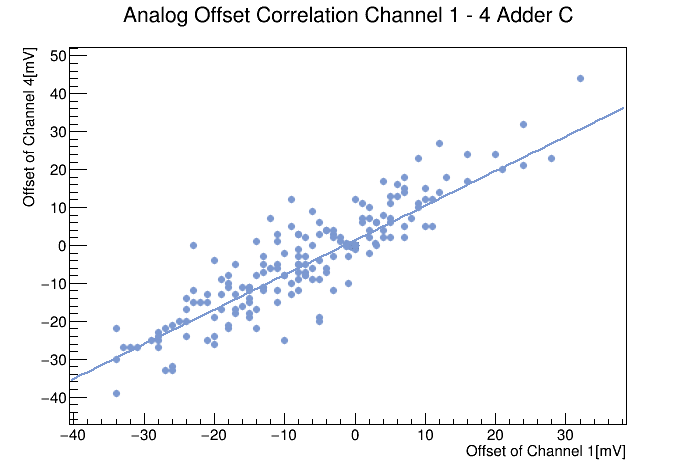 Analog Offset Correlation Channel 1 - 4 Adder C
Offset of Channel 4[mV]
50
40
30
20
10
0
−10
−20
−30
−40
−40 −30 −20 −10 0 10 20 30
Offset of Channel 1[mV]